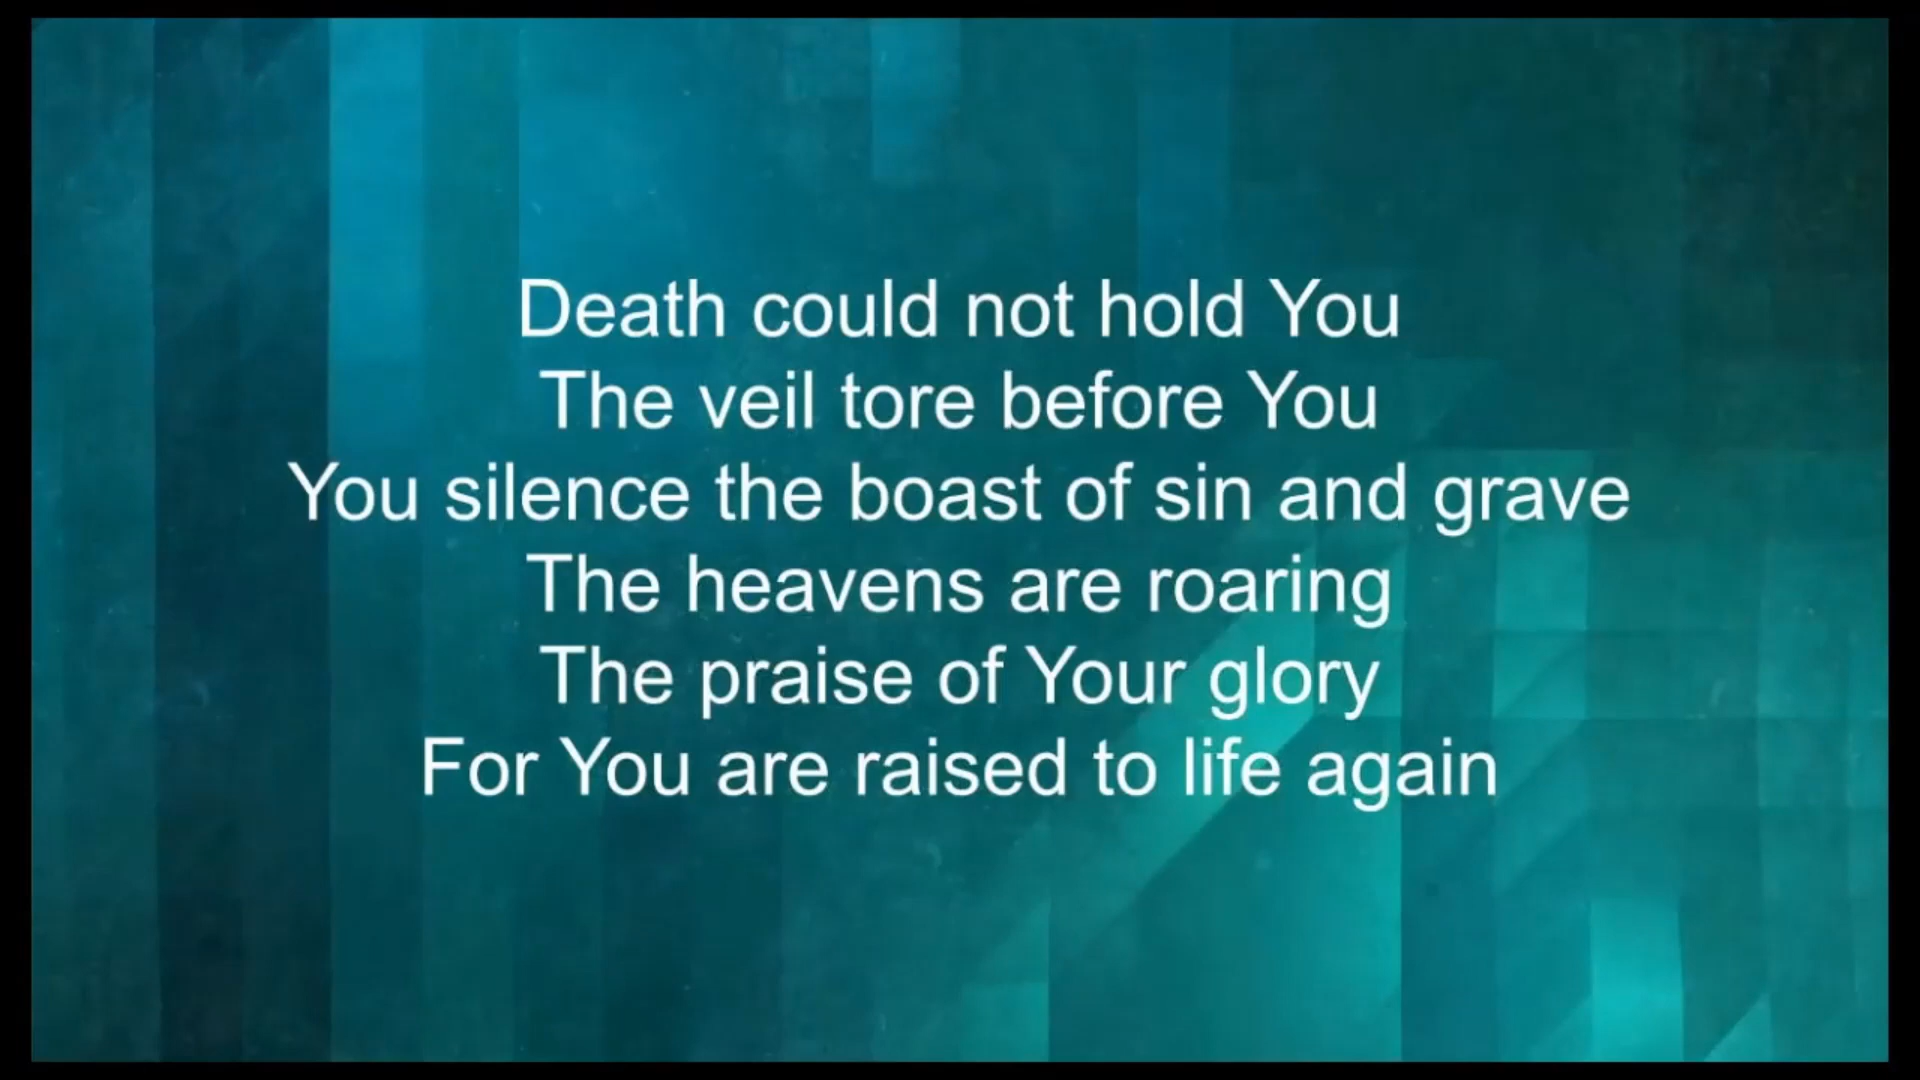 Death could not hold You
The veil tore before You
You silence the boast of sin and grave
The heavens are roaring
The praise of Your glory
For You are raised to life again